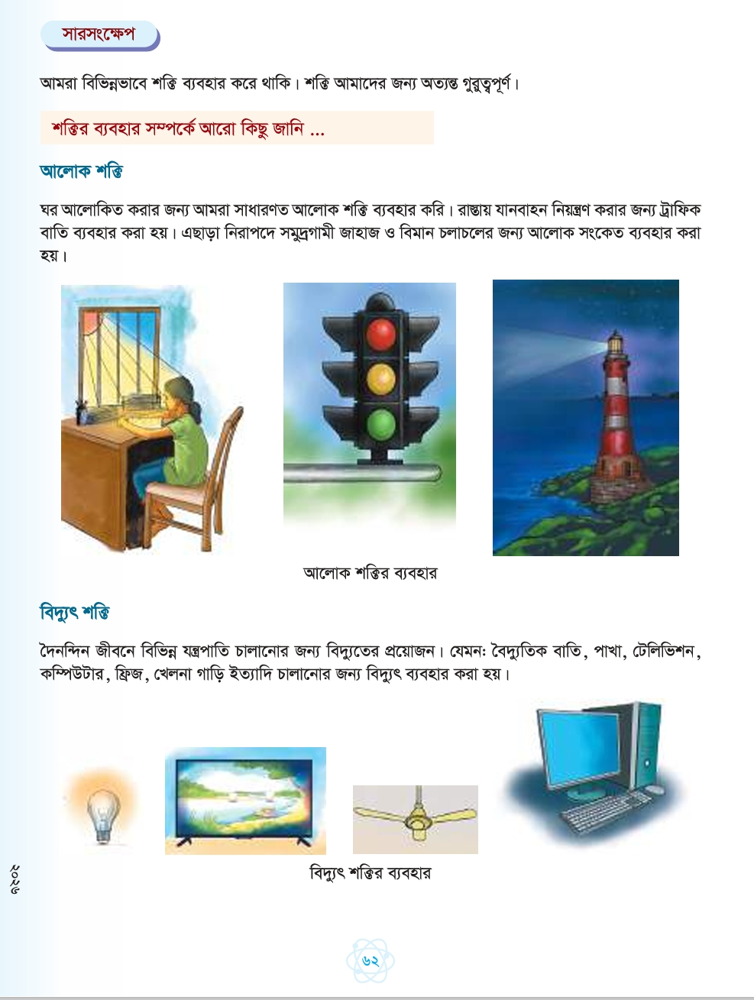 সারসংক্ষেপ
আমরা বিভিন্নভাবে শক্তি ব্যবহার করে থাকি। শক্তি আমাদের জন্য অত্যন্ত গুরুত্বপূর্ণ।
শক্তির ব্যবহার সম্পর্কে আরো কিছু জানি ...
আলোক শক্তি
ঘর আলোকিত করার জন্য আমরা সাধারণত আলোক শক্তি ব্যবহার করি। রাস্তায় যানবাহন নিয়ন্ত্রণ করার জন্য ট্রাফিক
বাতি ব্যবহার করা হয়। এছাড়া নিরাপদে সমুদ্রগামী জাহাজ ও বিমান চলাচলের জন্য আলোক সংকেত ব্যবহার করা
হয়।
আলোক শক্তির ব্যবহার
বিদ্যুৎ শক্তি
দৈনন্দিন জীবনে বিভিন্ন যন্ত্রপাতি চালানোর জন্য বিদ্যুতের প্রয়োজন। যেমন: বৈদ্যুতিক বাতি, পাখা, টেলিভিশন,
কম্পিউটার, ফ্রিজ, খেলনা গাড়ি ইত্যাদি চালানোর জন্য বিদ্যুৎ ব্যবহার করা হয়।
বিদ্যুৎ শক্তির ব্যবহার
২০২৬
৬২